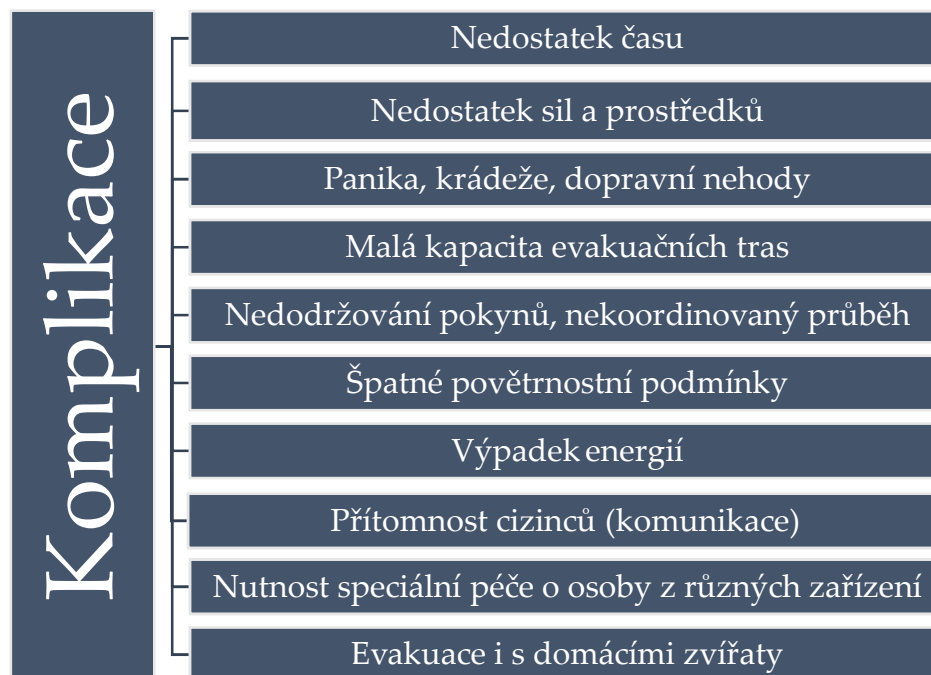 Komplikace
Nedostatek času
Nedostatek sil a prostředků
Panika, krádeže, dopravní nehody
Malá kapacita evakuačních tras
Nedodržování pokynů, nekoordinovaný průběh
Špatné povětrnostní podmínky
Výpadek energií
Přítomnost cizinců (komunikace)
Nutnost speciální péče o osoby z různých zařízení
Evakuace i s domácími zvířaty